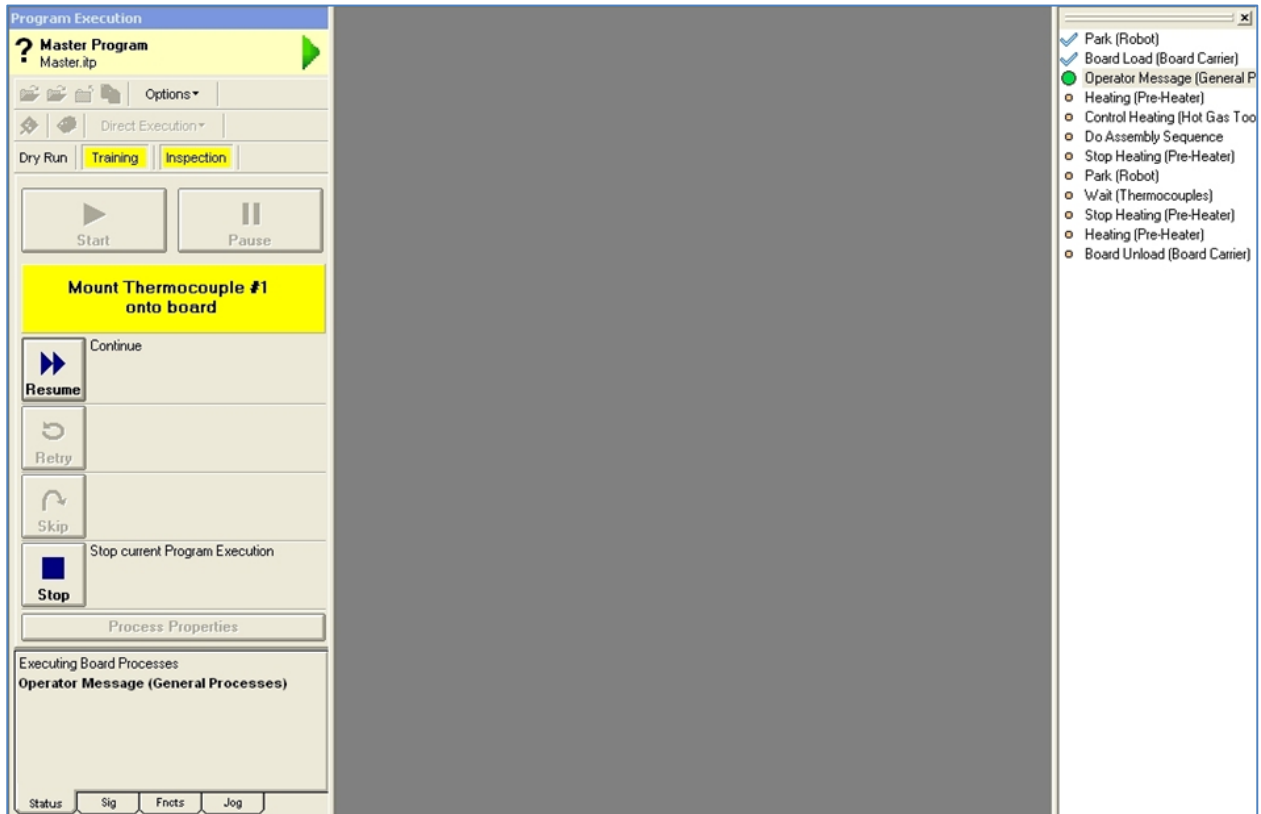 Program Execution
? Master Program
Master.itp
Options
Direct Execution
Dry Run Training Inspection
Start Pause
Mount Thermocouple #1
onto board
Continue
Resume
Retry
Skip
Stop current Program Execution
Stop
Process Properties
Executing Board Processes
Operator Message (General Processes)
Status Sig Fncts Jog
Park (Robot)
Board Load (Board Carrier)
Operator Message (General P
Heating (Pre-Heater)
Control Heating (Hot Gas Too
Do Assembly Sequence
Stop Heating (Pre-Heater)
Park (Robot)
Wait (Thermocouples)
Stop Heating (Pre-Heater)
Heating (Pre-Heater)
Board Unload (Board Carrier)